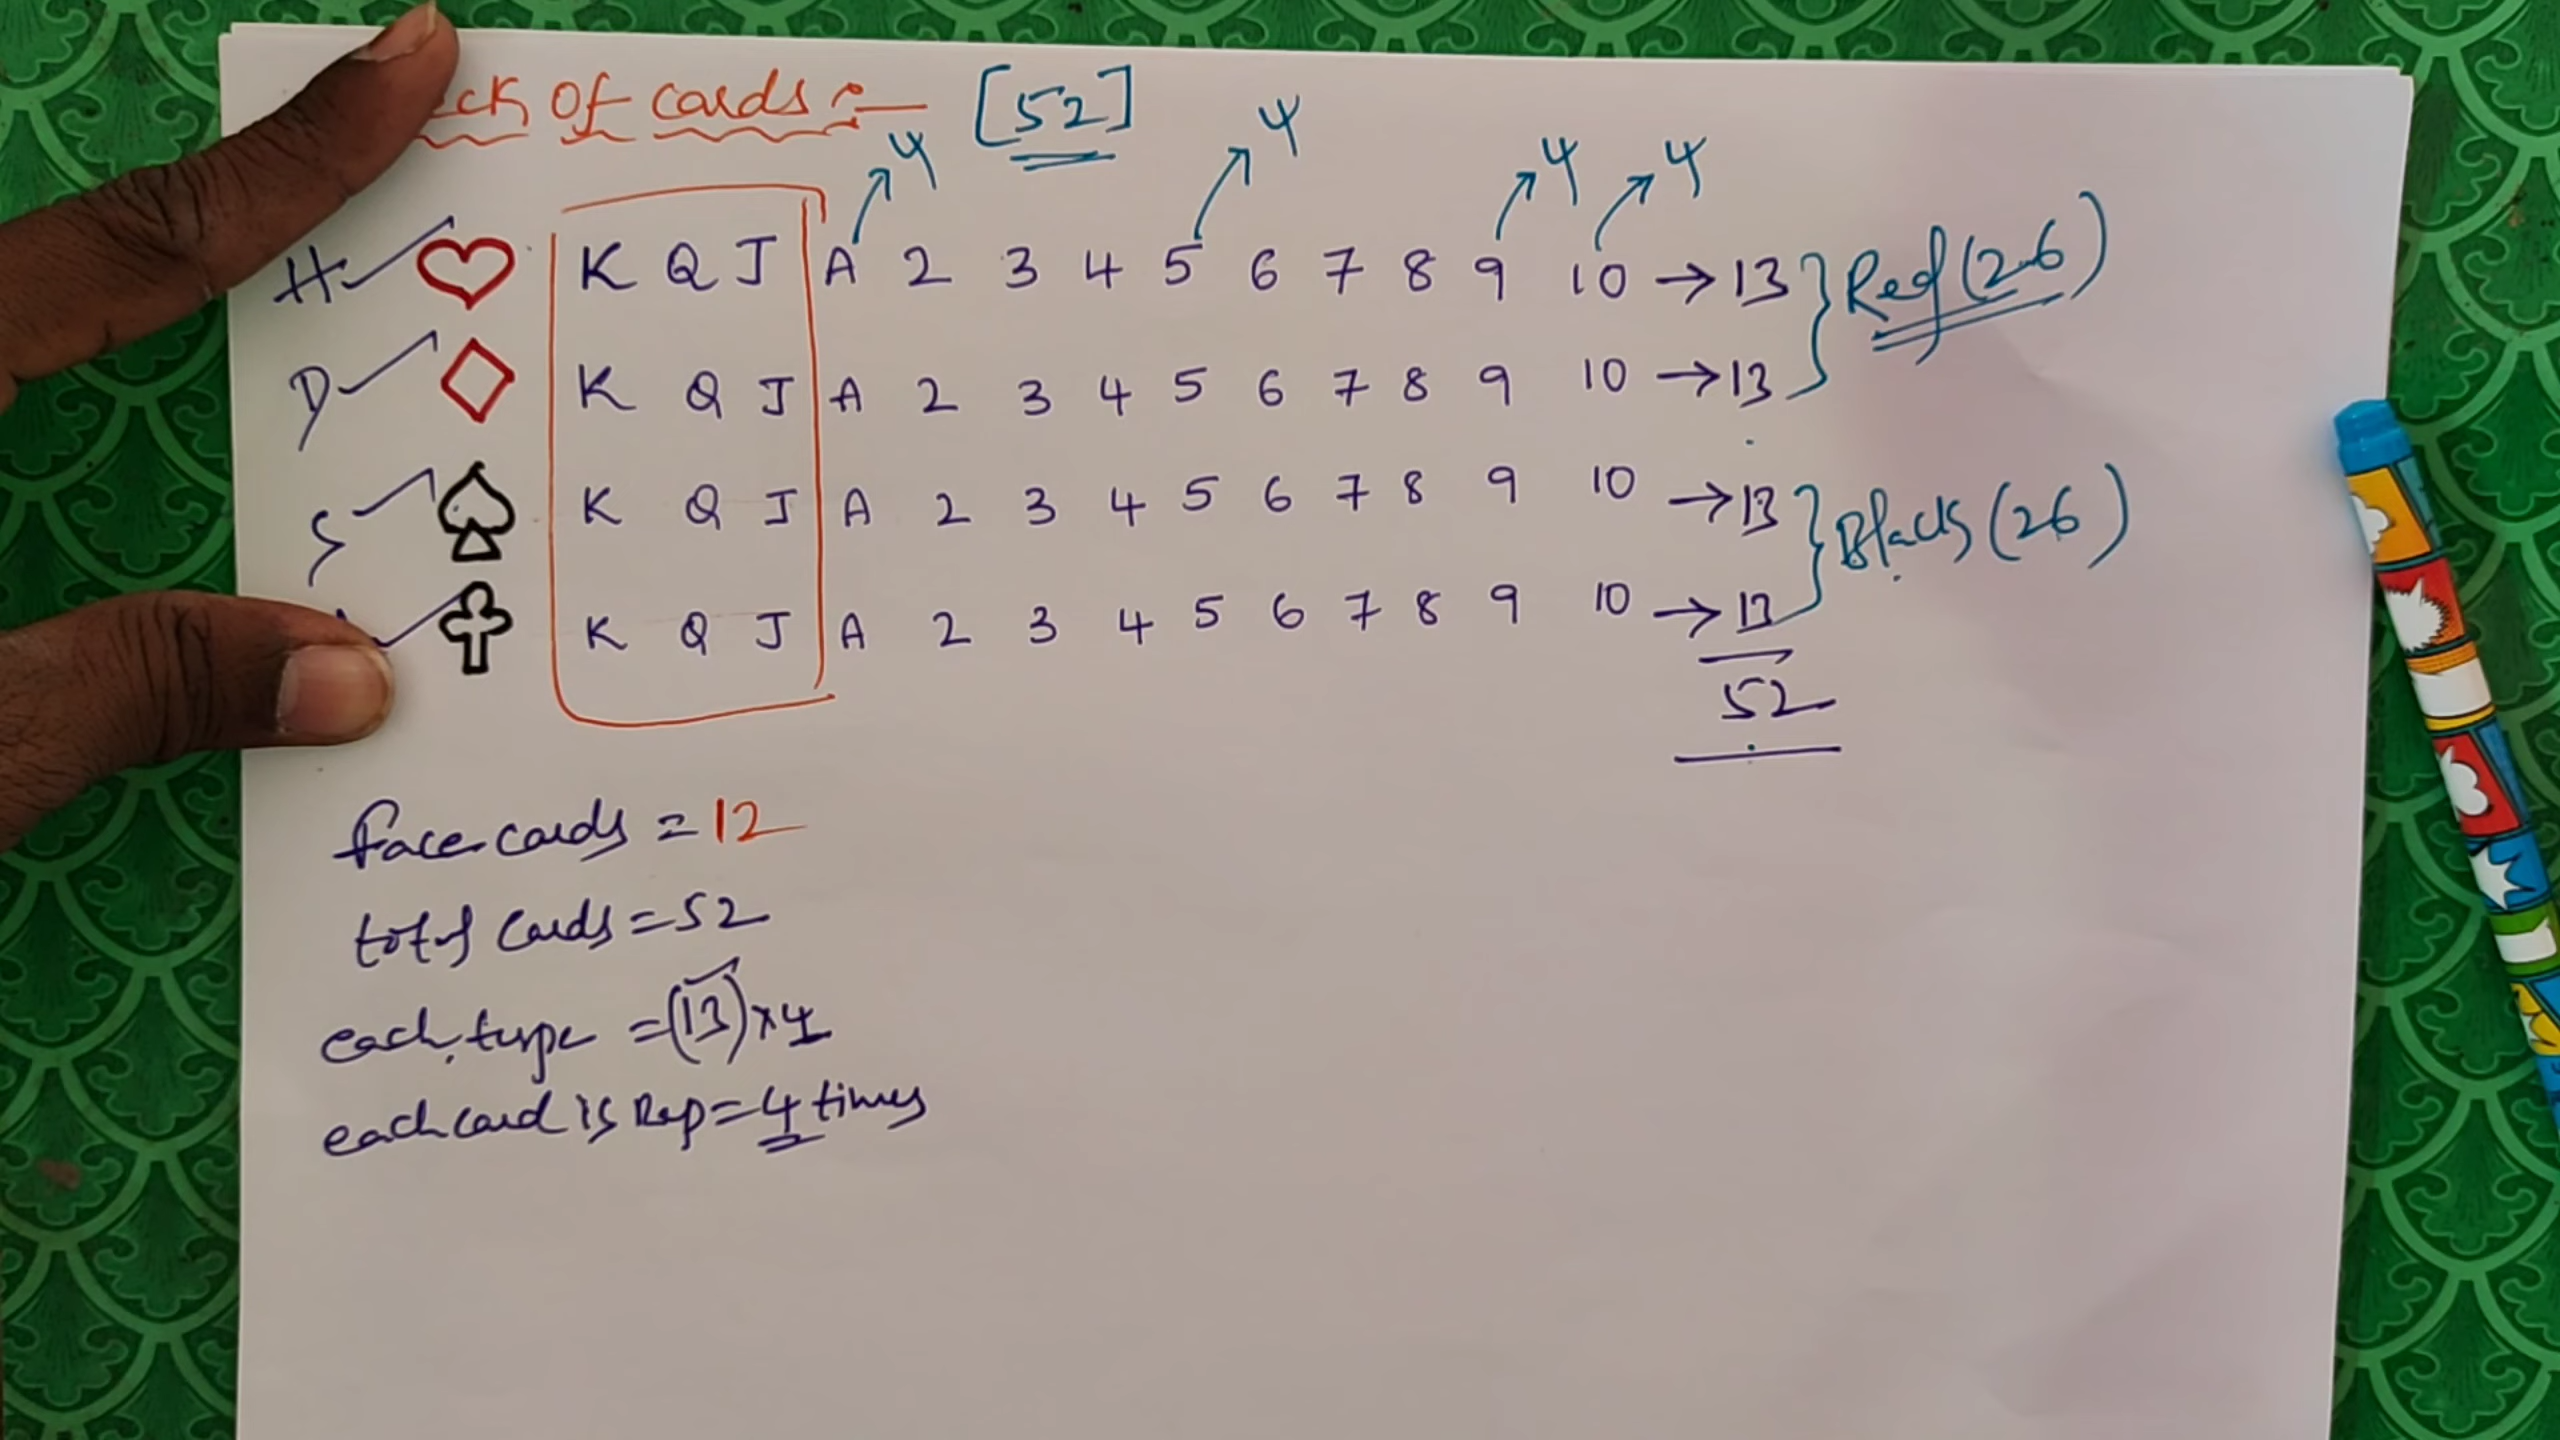 ck of cards :- [52]
4 4 4 4
H K Q J A 2 3 4 5 6 7 8 9 10 → 13 } Red (26)
D K Q J A 2 3 4 5 6 7 8 9 10 → 13
S K Q J A 2 3 4 5 6 7 8 9 10 → 13 } Blacks (26)
K Q J A 2 3 4 5 6 7 8 9 10 → 13
52
face cards = 12
total cards = 52
each type = (13) x 4
each card is Rep = 4 times